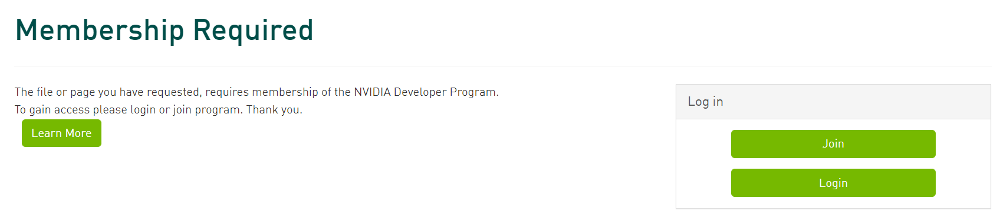 Membership Required
The file or page you have requested, requires membership of the NVIDIA Developer Program.
To gain access please login or join program. Thank you.
Learn More
Log in
Join
Login